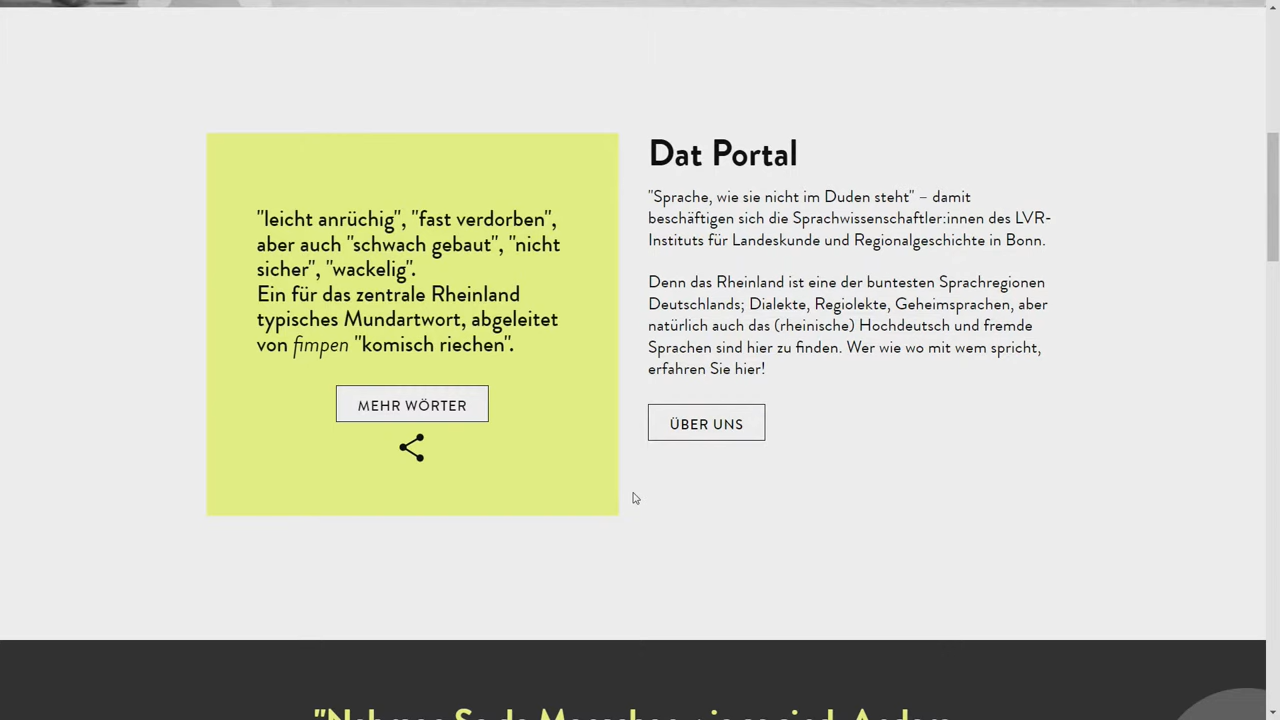 "leicht anrüchig", "fast verdorben",
aber auch "schwach gebaut", "nicht
sicher", "wackelig".
Ein für das zentrale Rheinland
typisches Mundartwort, abgeleitet
von fimpen "komisch riechen".
MEHR WÖRTER
Dat Portal
"Sprache, wie sie nicht im Duden steht" – damit
beschäftigen sich die Sprachwissenschaftler:innen des LVR-
Instituts für Landeskunde und Regionalgeschichte in Bonn.
Denn das Rheinland ist eine der buntesten Sprachregionen
Deutschlands; Dialekte, Regiolekte, Geheimsprachen, aber
natürlich auch das (rheinische) Hochdeutsch und fremde
Sprachen sind hier zu finden. Wer wie wo mit wem spricht,
erfahren Sie hier!
ÜBER UNS